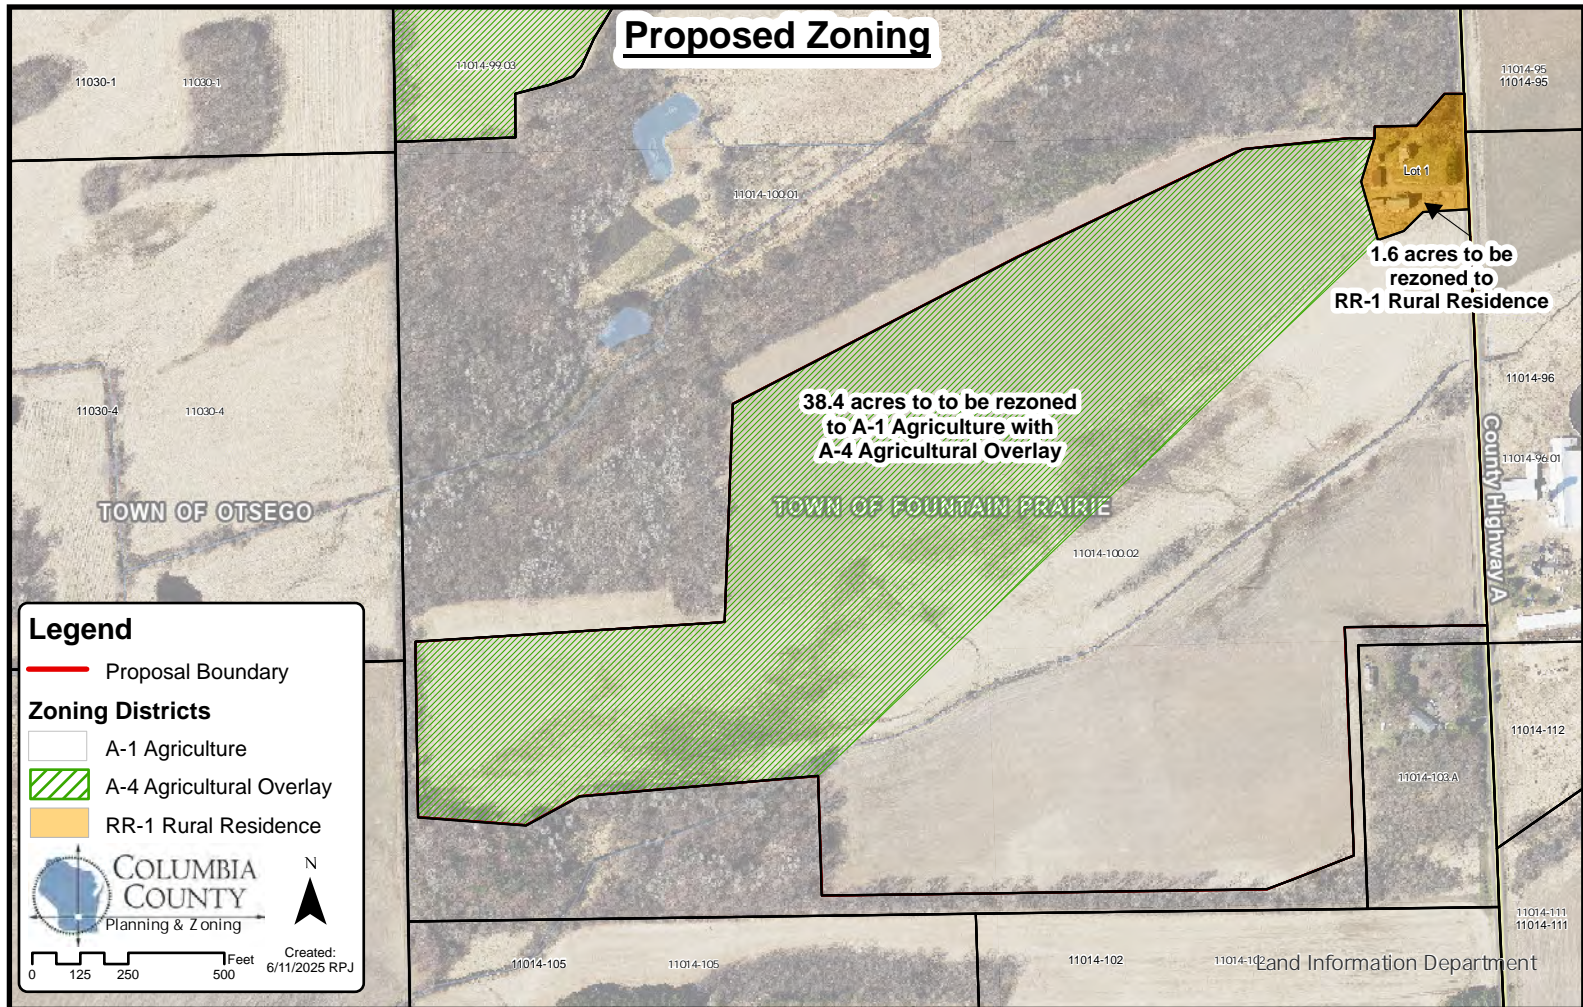 Proposed Zoning
11030-1
11030-1
11014-99.03
11014-95
11014-95
11014-100.01
Lot 1
1.6 acres to be
rezoned to
RR-1 Rural Residence
11014-96
11030-4
11030-4
38.4 acres to to be rezoned
to A-1 Agriculture with
A-4 Agricultural Overlay
County Highway A
11014-96.01
TOWN OF OTSEGO
TOWN OF FOUNTAIN PRAIRIE
11014-100.02
11014-112
11014-103.A
11014-111
11014-111
11014-105
11014-105
11014-102
11014-102
Land Information Department
Legend
Proposal Boundary
Zoning Districts
A-1 Agriculture
A-4 Agricultural Overlay
RR-1 Rural Residence
COLUMBIA
COUNTY
Planning & Zoning
N
Created:
6/11/2025 RPJ
Feet
0 125 250 500